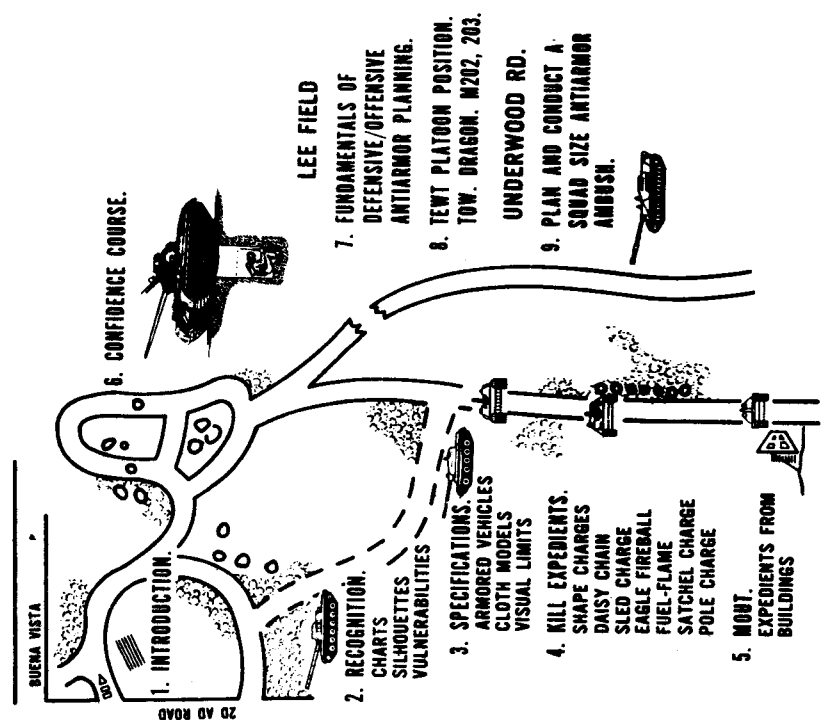 BUENA VISTA
2D AD ROAD
1. INTRODUCTION.
2. RECOGNITION.
CHARTS
SILHOUETTES
VULNERABILITIES
3. SPECIFICATIONS.
ARMORED VEHICLES
CLOTH MODELS
VISUAL LIMITS
4. KILL EXPEDIENTS.
SHAPE CHARGES
DAISY CHAIN
SLED CHARGE
EAGLE FIREBALL
FUEL-FLAME
SATCHEL CHARGE
POLE CHARGE
5. MOUT.
EXPEDIENTS FROM
BUILDINGS
6. CONFIDENCE COURSE.
LEE FIELD
7. FUNDAMENTALS OF
DEFENSIVE/OFFENSIVE
ANTIARMOR PLANNING.
8. TEWT PLATOON POSITION.
TOW. DRAGON. M202, 203.
UNDERWOOD RD.
9. PLAN AND CONDUCT A
SQUAD SIZE ANTIARMOR
AMBUSH.